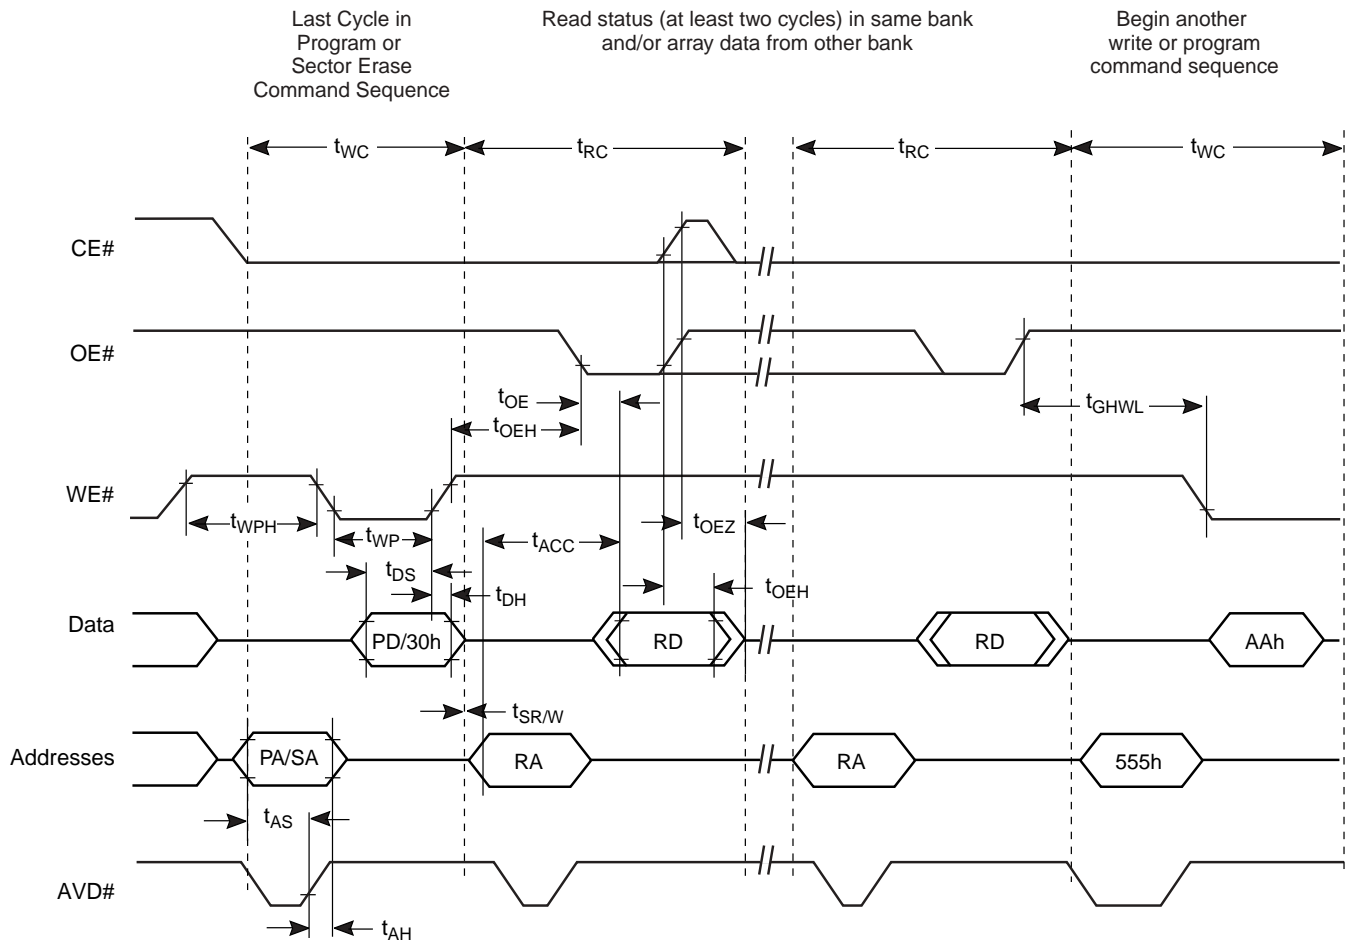 Last Cycle in
Program or
Sector Erase
Command Sequence
Read status (at least two cycles) in same bank
and/or array data from other bank
Begin another
write or program
command sequence
tWC
tRC
tRC
tWC
CE#
OE#
tOE
tOEH
tGHWL
WE#
tWPH
tWP
tACC
tOEZ
tDS
tDH
tOEH
Data
PD/30h
RD
RD
AAh
tSR/W
Addresses
PA/SA
RA
RA
555h
tAS
AVD#
tAH